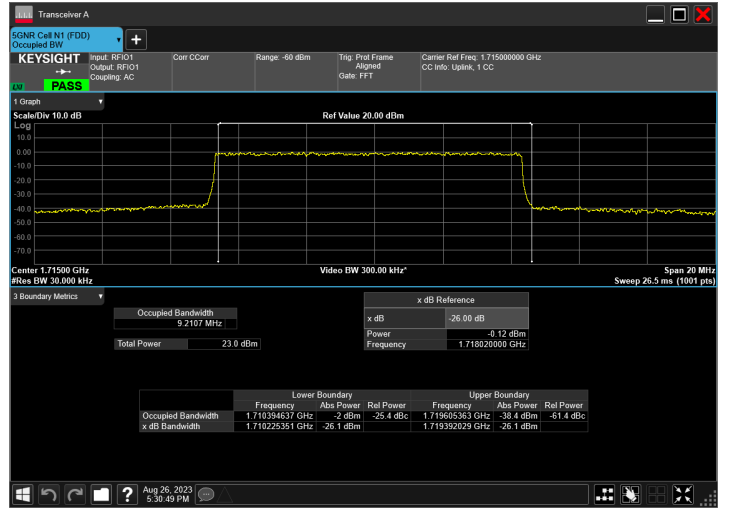 Transceiver A
5GNR Cell N1 (FDD)
Occupied BW
KEYSIGHT
Input: RFIO1
Output: RFIO1
Coupling: AC
Corr CCorr
Range: -60 dBm
Trig: Prot Frame
Aligned
Gate: FFT
Carrier Ref Freq: 1.715000000 GHz
CC Info: Uplink, 1 CC
LXI
PASS
1 Graph
Scale/Div 10.0 dB
Ref Value 20.00 dBm
Log
10.0
0.00
-10.0
-20.0
-30.0
-40.0
-50.0
-60.0
-70.0
Center 1.71500 GHz
Video BW 300.00 kHz*
Span 20 MHz
#Res BW 30.000 kHz
Sweep 26.5 ms (1001 pts)
3 Boundary Metrics
Occupied Bandwidth
9.2107 MHz
Total Power 23.0 dBm
x dB Reference
x dB -26.00 dB
Power -0.12 dBm
Frequency 1.718020000 GHz
Lower Boundary Upper Boundary
Frequency Abs Power Rel Power Frequency Abs Power Rel Power
Occupied Bandwidth 1.710394637 GHz -2 dBm -25.4 dBc 1.719605363 GHz -38.4 dBm -61.4 dBc
x dB Bandwidth 1.710225351 GHz -26.1 dBm 1.719392029 GHz -26.1 dBm
Aug 26, 2023
5:30:49 PM